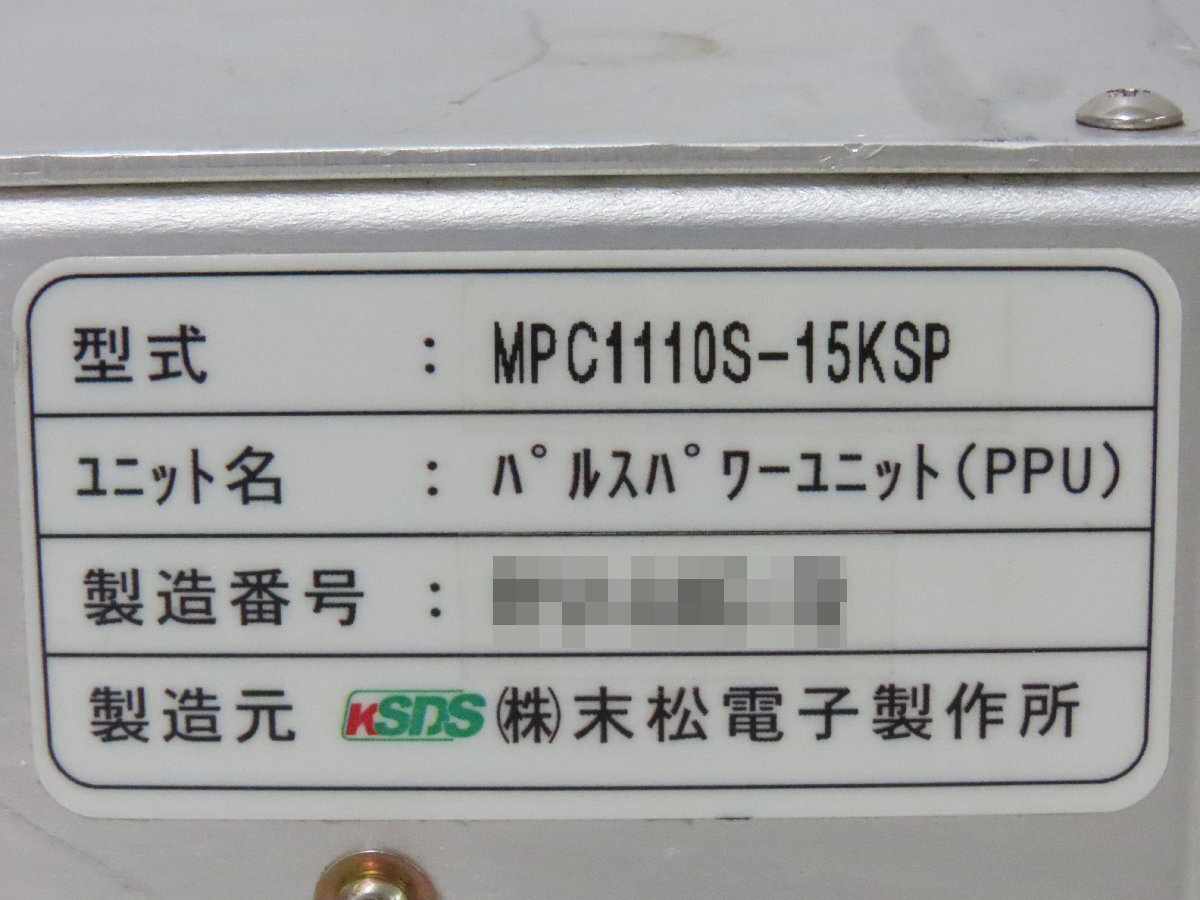 型式 : MPC1110S-15KSP
ﾕﾆｯﾄ名 : ﾊﾟﾙｽﾊﾟﾜｰﾕﾆｯﾄ(PPU)
製造番号 :
製造元 KSDS ㈱末松電子製作所